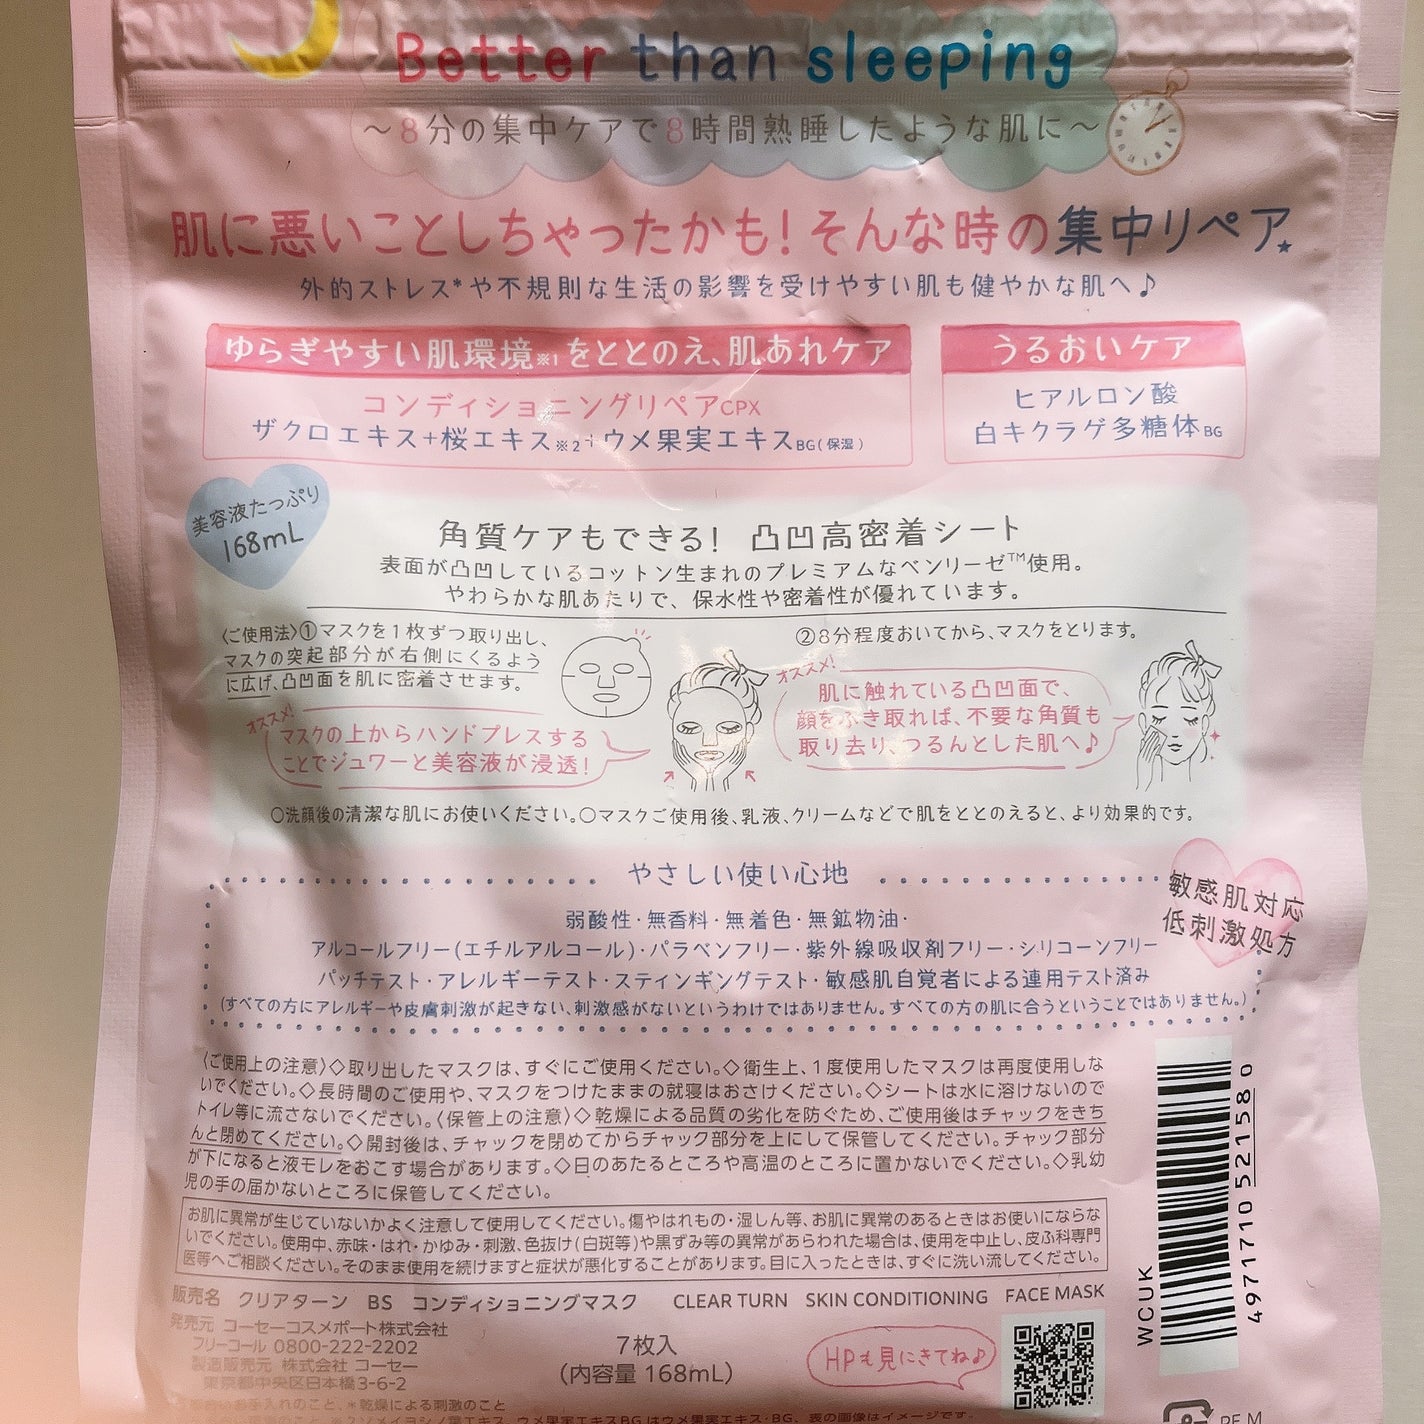 Better than sleeping
〜8分の集中ケアで8時間熟睡したような肌に〜
肌に悪いことしちゃったかも！そんな時の集中リペア★
外的ストレス*や不規則な生活の影響を受けやすい肌も健やかな肌へ♪
ゆらぎやすい肌環境※1をととのえ、肌あれケア
コンディショニングリペアCPX
ザクロエキス+桜エキス※2+ウメ果実エキスBG(保湿)
うるおいケア
ヒアルロン酸
白キクラゲ多糖体BG
美容液たっぷり
168mL
角質ケアもできる！ 凸凹高密着シート
表面が凸凹しているコットン生まれのプレミアムなベンリーゼ™使用。
やわらかな肌あたりで、保水性や密着性が優れています。
〈ご使用法〉①マスクを1枚ずつ取り出し、
マスクの突起部分が右側にくるよう
に広げ、凸凹面を肌に密着させます。
オススメ!
マスクの上からハンドプレスする
ことでジュワーと美容液が浸透!
②8分程度おいてから、マスクをとります。
オススメ!
肌に触れている凸凹面で、
顔をふき取れば、不要な角質も
取り去り、つるんとした肌へ♪
○洗顔後の清潔な肌にお使いください。○マスクご使用後、乳液、クリームなどで肌をととのえると、より効果的です。
やさしい使い心地
敏感肌対応
低刺激処方
弱酸性・無香料・無着色・無鉱物油・
アルコールフリー(エチルアルコール)・パラベンフリー・紫外線吸収剤フリー・シリコーンフリー
パッチテスト・アレルギーテスト・スティンギングテスト・敏感肌自覚者による連用テスト済み
(すべての方にアレルギーや皮膚刺激が起きない、刺激感がないというわけではありません。すべての方の肌に合うということではありません。)
〈ご使用上の注意〉◇取り出したマスクは、すぐにご使用ください。◇衛生上、1度使用したマスクは再度使用しな
いでください。◇長時間のご使用や、マスクをつけたままの就寝はおさけください。◇シートは水に溶けないので
トイレ等に流さないでください。〈保管上の注意〉◇乾燥による品質の劣化を防ぐため、ご使用後はチャックをきち
んと閉めてください。◇開封後は、チャックを閉めてからチャック部分を上にして保管してください。チャック部分
が下になると液モレをおこす場合があります。◇日のあたるところや高温のところに置かないでください。◇乳幼
児の手の届かないところに保管してください。
お肌に異常が生じていないかよく注意して使用してください。傷やはれもの・湿しん等、お肌に異常のあるときはお使いにならな
いでください。使用中、赤味・はれ・かゆみ・刺激、色抜け(白斑等)や黒ずみ等の異常があらわれた場合は、使用を中止し、皮ふ科専門
医等へご相談ください。そのまま使用を続けますと症状が悪化することがあります。目に入ったときは、すぐに洗い流してください。
販売名 クリアターン BS コンディショニングマスク CLEAR TURN SKIN CONDITIONING FACE MASK
発売元 コーセーコスメポート株式会社
フリーコール 0800-222-2202
製造販売元 株式会社 コーセー
東京都中央区日本橋3-6-2
7枚入
(内容量 168mL)
HPも見にきてね♪
WCUK
4971710 521580
お手入れのこと、*乾燥による刺激のこと
ウメ果実エキスBGはウメ果実エキス・BG、表の画像はイメージです。
PE,M